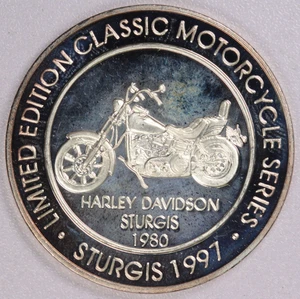 • LIMITED EDITION CLASSIC MOTORCYCLE SERIES •
HARLEY DAVIDSON
STURGIS
1980
STURGIS 1997